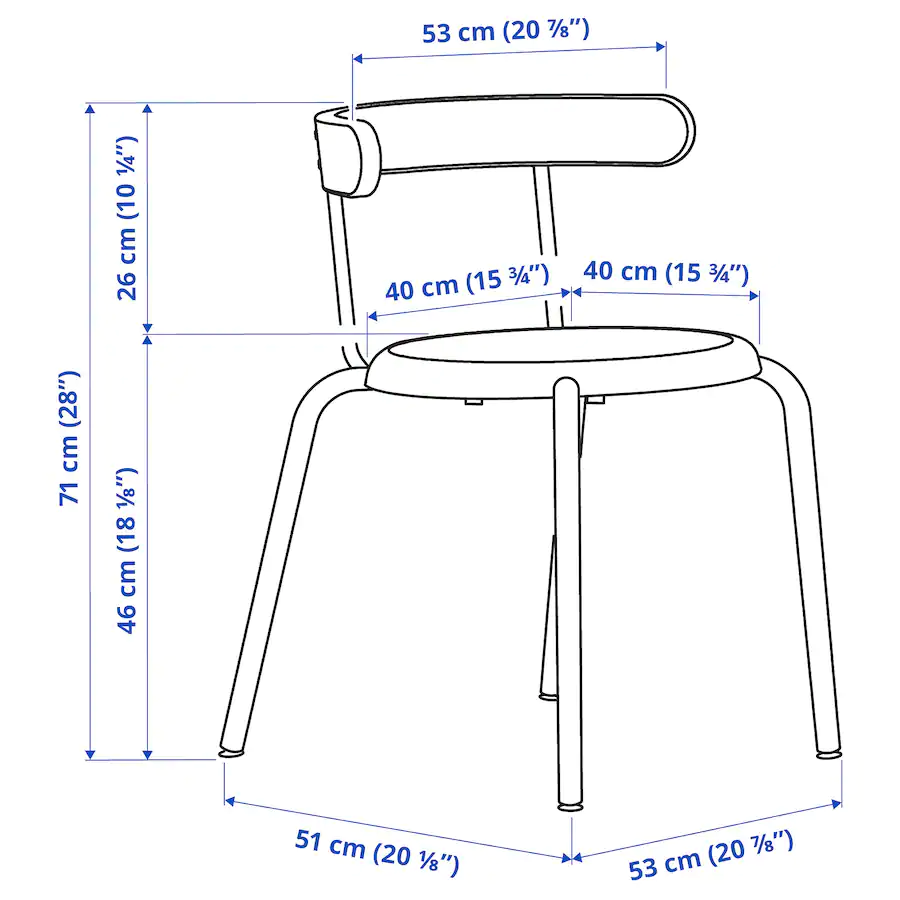 53 cm (20 ⅞”)
26 cm (10 ¼”)
40 cm (15 ¾”)
40 cm (15 ¾”)
71 cm (28”)
46 cm (18 ⅛”)
51 cm (20 ⅛”)
53 cm (20 ⅞”)